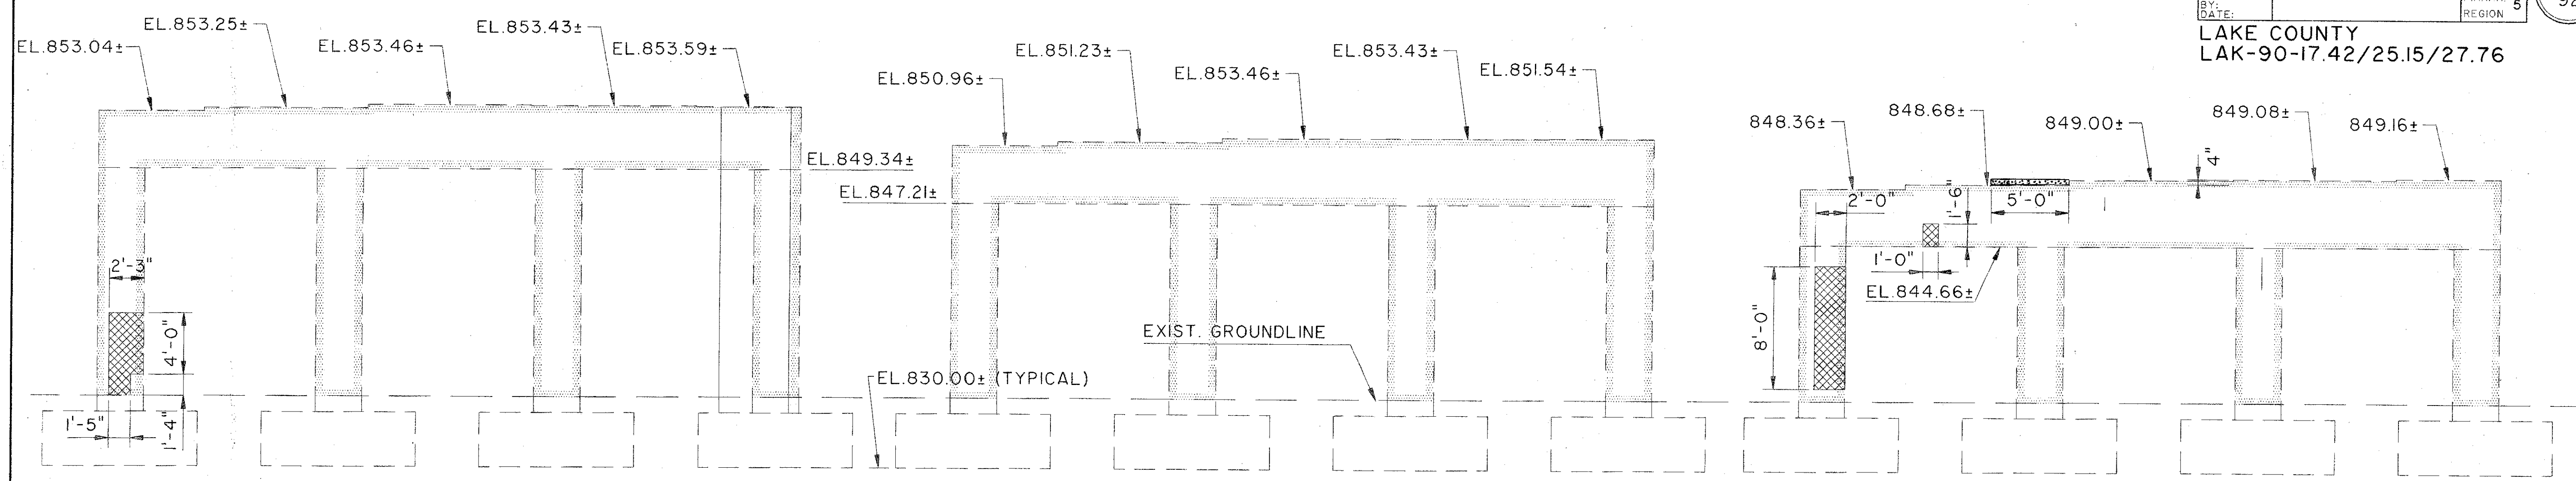 BY:
DATE:
REGION 5
92
LAKE COUNTY
LAK-90-17.42/25.15/27.76
EL.853.04±
EL.853.25±
EL.853.46±
EL.853.43±
EL.853.59±
EL.849.34±
2'-3"
4'-0"
1'-5"
1'-4"
EL.850.96±
EL.851.23±
EL.853.46±
EL.853.43±
EL.851.54±
EL.847.21±
EXIST. GROUNDLINE
EL.830.00± (TYPICAL)
848.36±
848.68±
849.00±
849.08±
849.16±
4"
2'-0"
1'-6"
5'-0"
1'-0"
EL.844.66±
8'-0"